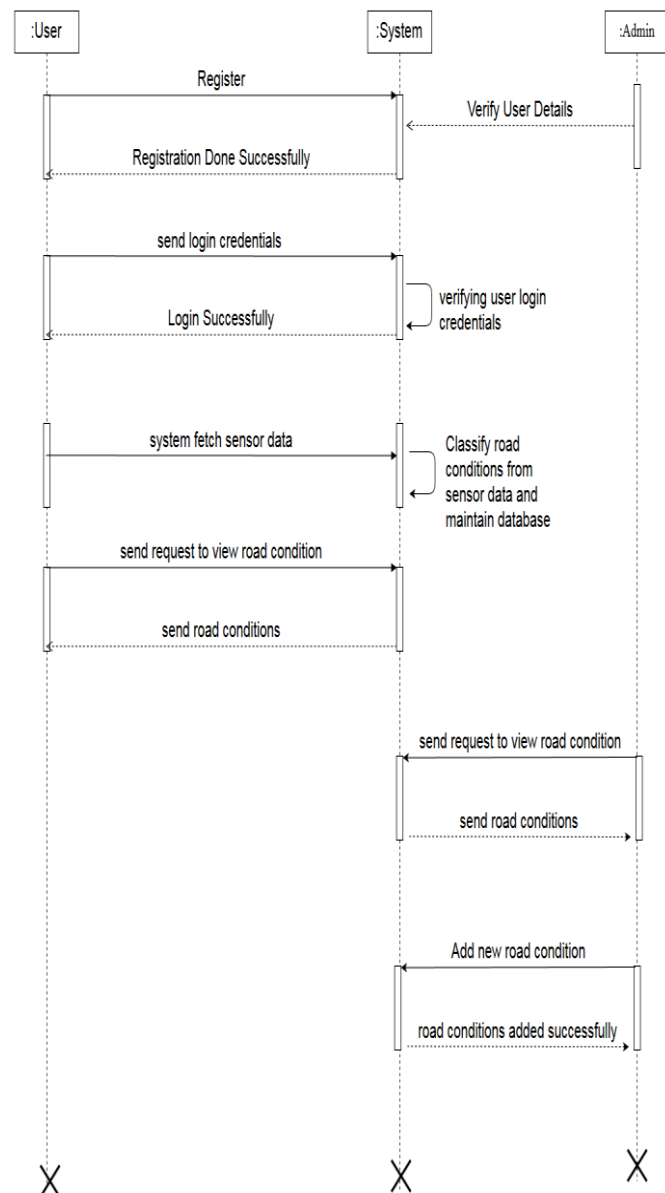 :User
:System
:Admin
Register
Verify User Details
Registration Done Successfully
send login credentials
verifying user login
credentials
Login Successfully
system fetch sensor data
Classify road
conditions from
sensor data and
maintain database
send request to view road condition
send road conditions
send request to view road condition
send road conditions
Add new road condition
road conditions added successfully